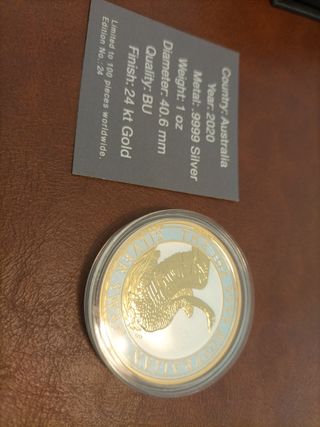 Country: Australia
Year: 2020
Metal: .9999 Silver
Weight: 1 oz
Diameter: 40.6 mm
Quality: BU
Finish: 24 kt Gold
Limited to 100 pieces worldwide.
Edition No.: 24